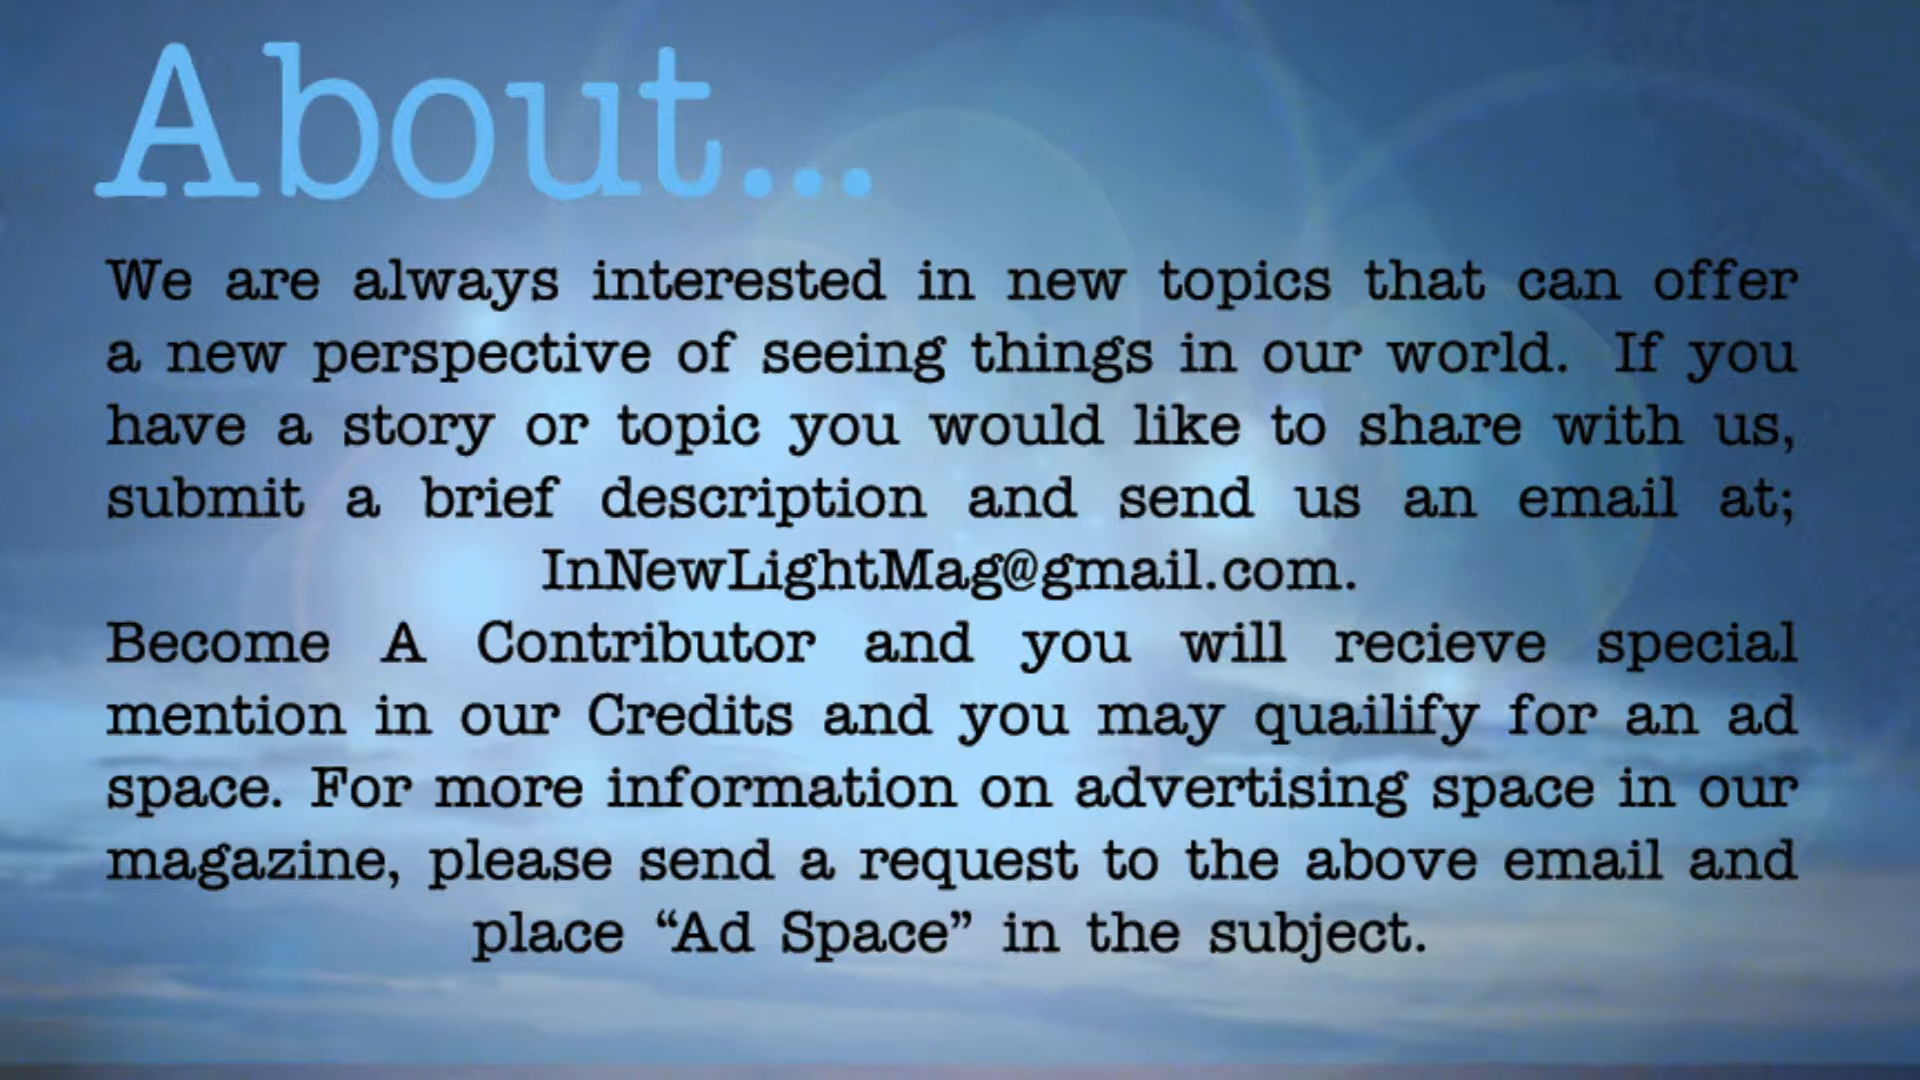 About...
We are always interested in new topics that can offer
a new perspective of seeing things in our world. If you
have a story or topic you would like to share with us,
submit a brief description and send us an email at;
InNewLightMag@gmail.com.
Become A Contributor and you will recieve special
mention in our Credits and you may quailify for an ad
space. For more information on advertising space in our
magazine, please send a request to the above email and
place “Ad Space” in the subject.